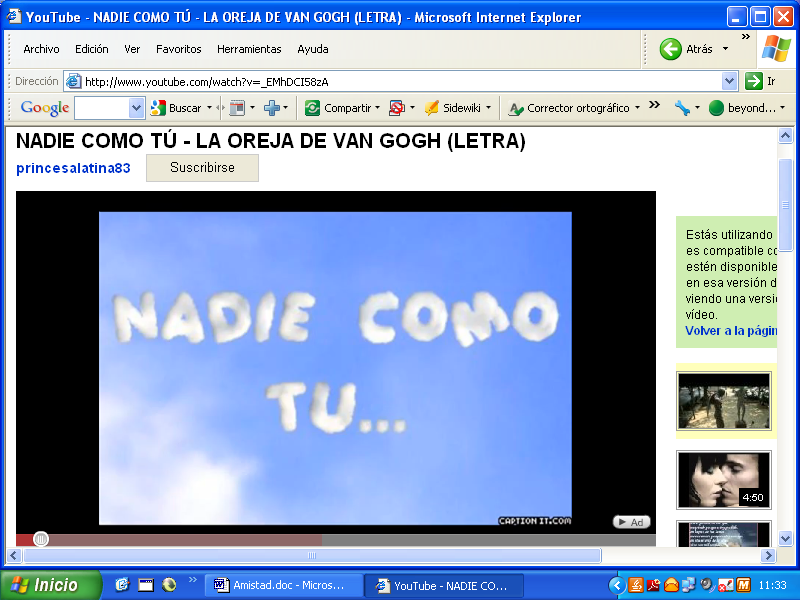 YouTube - NADIE COMO TÚ - LA OREJA DE VAN GOGH (LETRA) - Microsoft Internet Explorer
Archivo Edición Ver Favoritos Herramientas Ayuda Atrás
Dirección http://www.youtube.com/watch?v=_EMhDCI58zA Ir
Google Buscar Compartir Sidewiki Corrector ortográfico beyond...
NADIE COMO TÚ - LA OREJA DE VAN GOGH (LETRA)
princesalatina83 Suscribirse
Estás utilizando
es compatible co
estén disponible
en esa versión d
viendo una versi
vídeo.
Volver a la págin
NADIE COMO
TU...
4:50
CAPTION IT.COM
Ad
Inicio Amistad.doc - Micros... YouTube - NADIE CO... 11:33